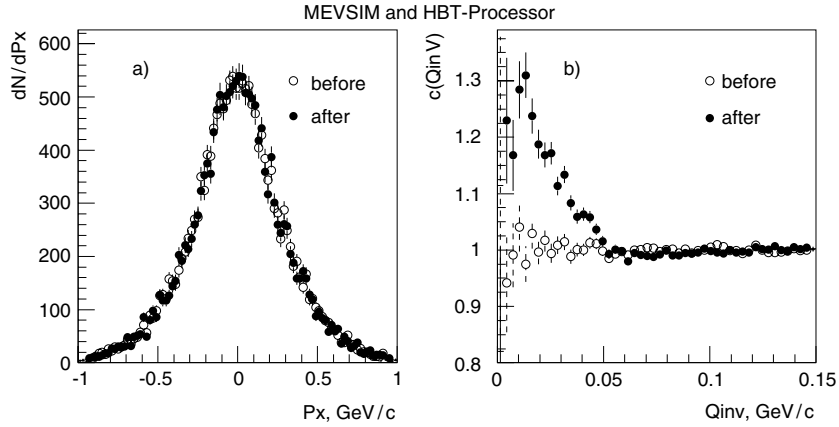 MEVSIM and HBT-Processor
dN/dPx
600
500
400
300
200
100
0
a)
before
after
-1
-0.5
0
0.5
1
Px, GeV/c
c(QinV)
1.3
1.2
1.1
1
0.9
0.8
b)
before
after
0
0.05
0.1
0.15
Qinv, GeV/c